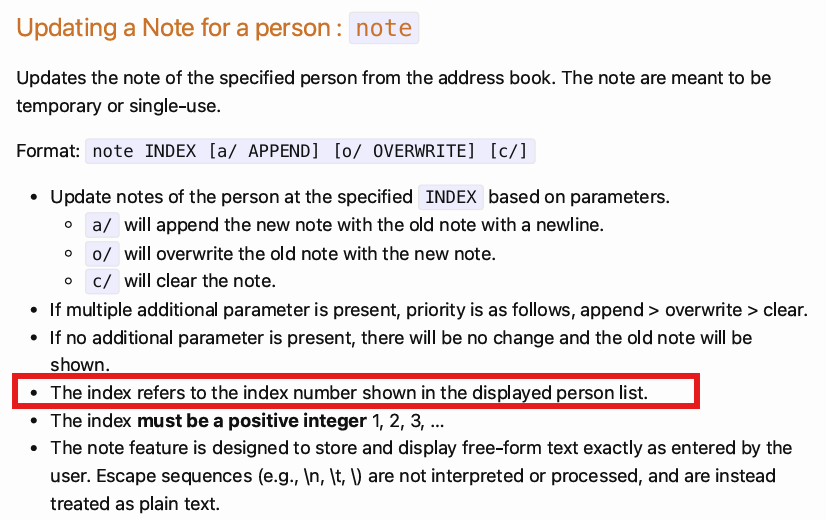 Updating a Note for a person : note
Updates the note of the specified person from the address book. The note are meant to be
temporary or single-use.
Format: note INDEX [a/ APPEND] [o/ OVERWRITE] [c/]
• Update notes of the person at the specified INDEX based on parameters.
◦ a/ will append the new note with the old note with a newline.
◦ o/ will overwrite the old note with the new note.
◦ c/ will clear the note.
• If multiple additional parameter is present, priority is as follows, append > overwrite > clear.
• If no additional parameter is present, there will be no change and the old note will be
shown.
• The index refers to the index number shown in the displayed person list.
• The index must be a positive integer 1, 2, 3, …
• The note feature is designed to store and display free-form text exactly as entered by the
user. Escape sequences (e.g., \n, \t, \) are not interpreted or processed, and are instead
treated as plain text.